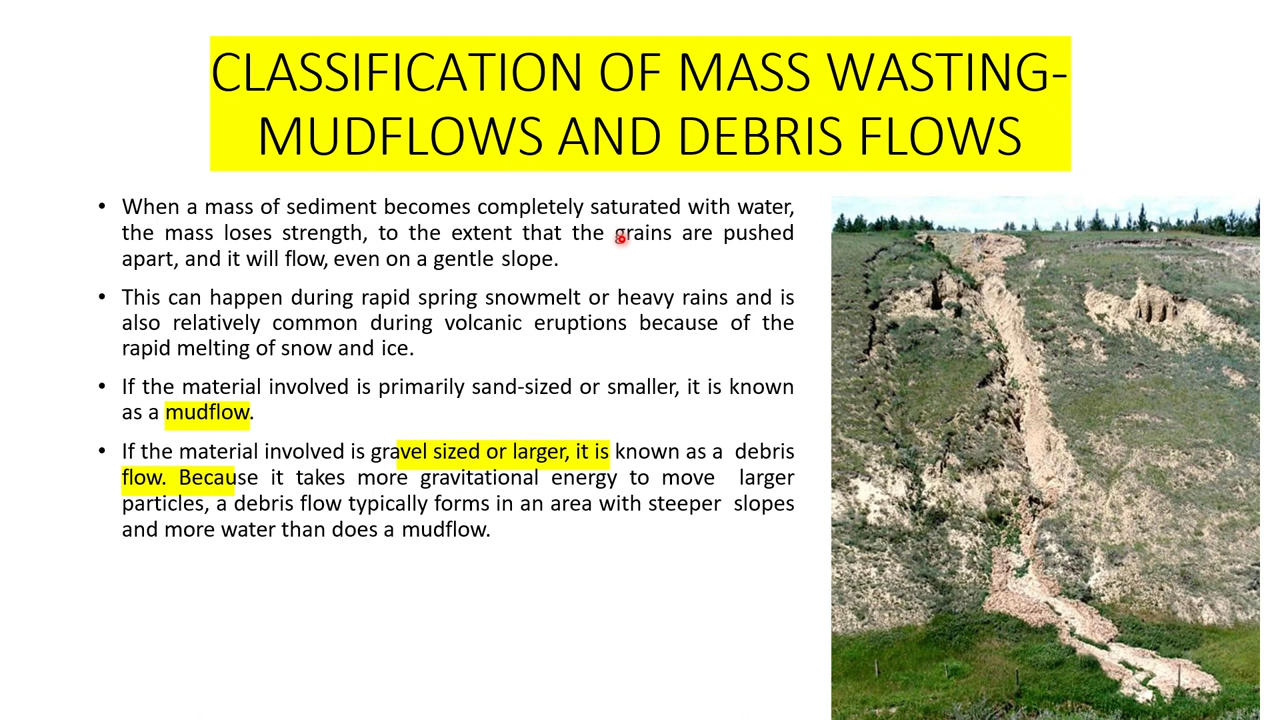 CLASSIFICATION OF MASS WASTING-
MUDFLOWS AND DEBRIS FLOWS
• When a mass of sediment becomes completely saturated with water,
the mass loses strength, to the extent that the grains are pushed
apart, and it will flow, even on a gentle slope.
• This can happen during rapid spring snowmelt or heavy rains and is
also relatively common during volcanic eruptions because of the
rapid melting of snow and ice.
• If the material involved is primarily sand-sized or smaller, it is known
as a mudflow.
• If the material involved is gravel sized or larger, it is known as a debris
flow. Because it takes more gravitational energy to move larger
particles, a debris flow typically forms in an area with steeper slopes
and more water than does a mudflow.